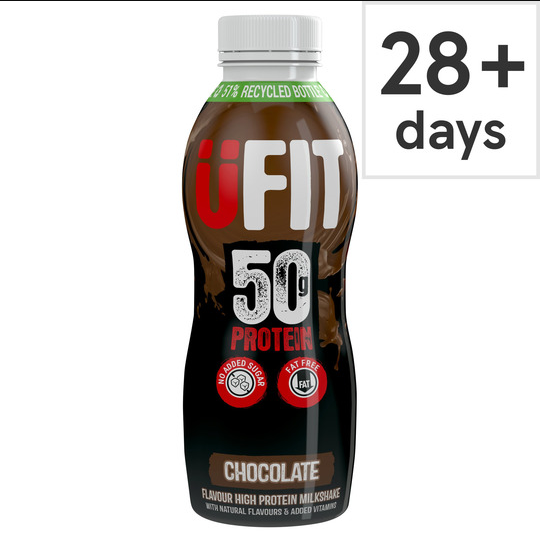 28+
days
51% RECYCLED BOTTLE
ÜFIT
50g
PROTEIN
NO ADDED SUGAR
FAT FREE
FAT
CHOCOLATE
FLAVOUR HIGH PROTEIN MILKSHAKE
WITH NATURAL FLAVOURS & ADDED VITAMINS